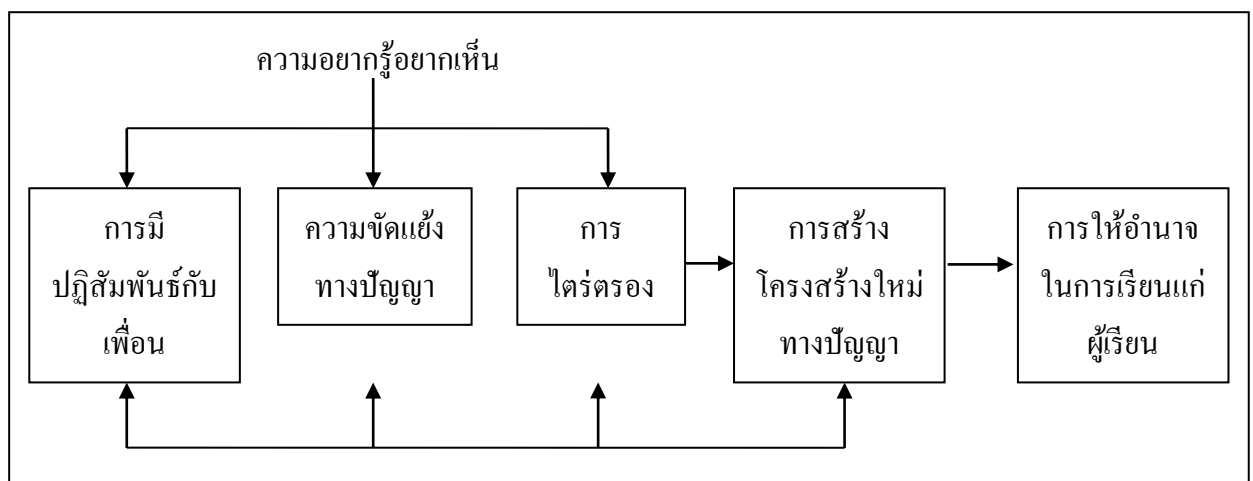 ความอยากรู้อยากเห็น
การมี
ปฏิสัมพันธ์กับ
เพื่อน
ความขัดแย้ง
ทางปัญญา
การ
ไตร่ตรอง
การสร้าง
โครงสร้างใหม่
ทางปัญญา
การให้อำนาจ
ในการเรียนแก่
ผู้เรียน